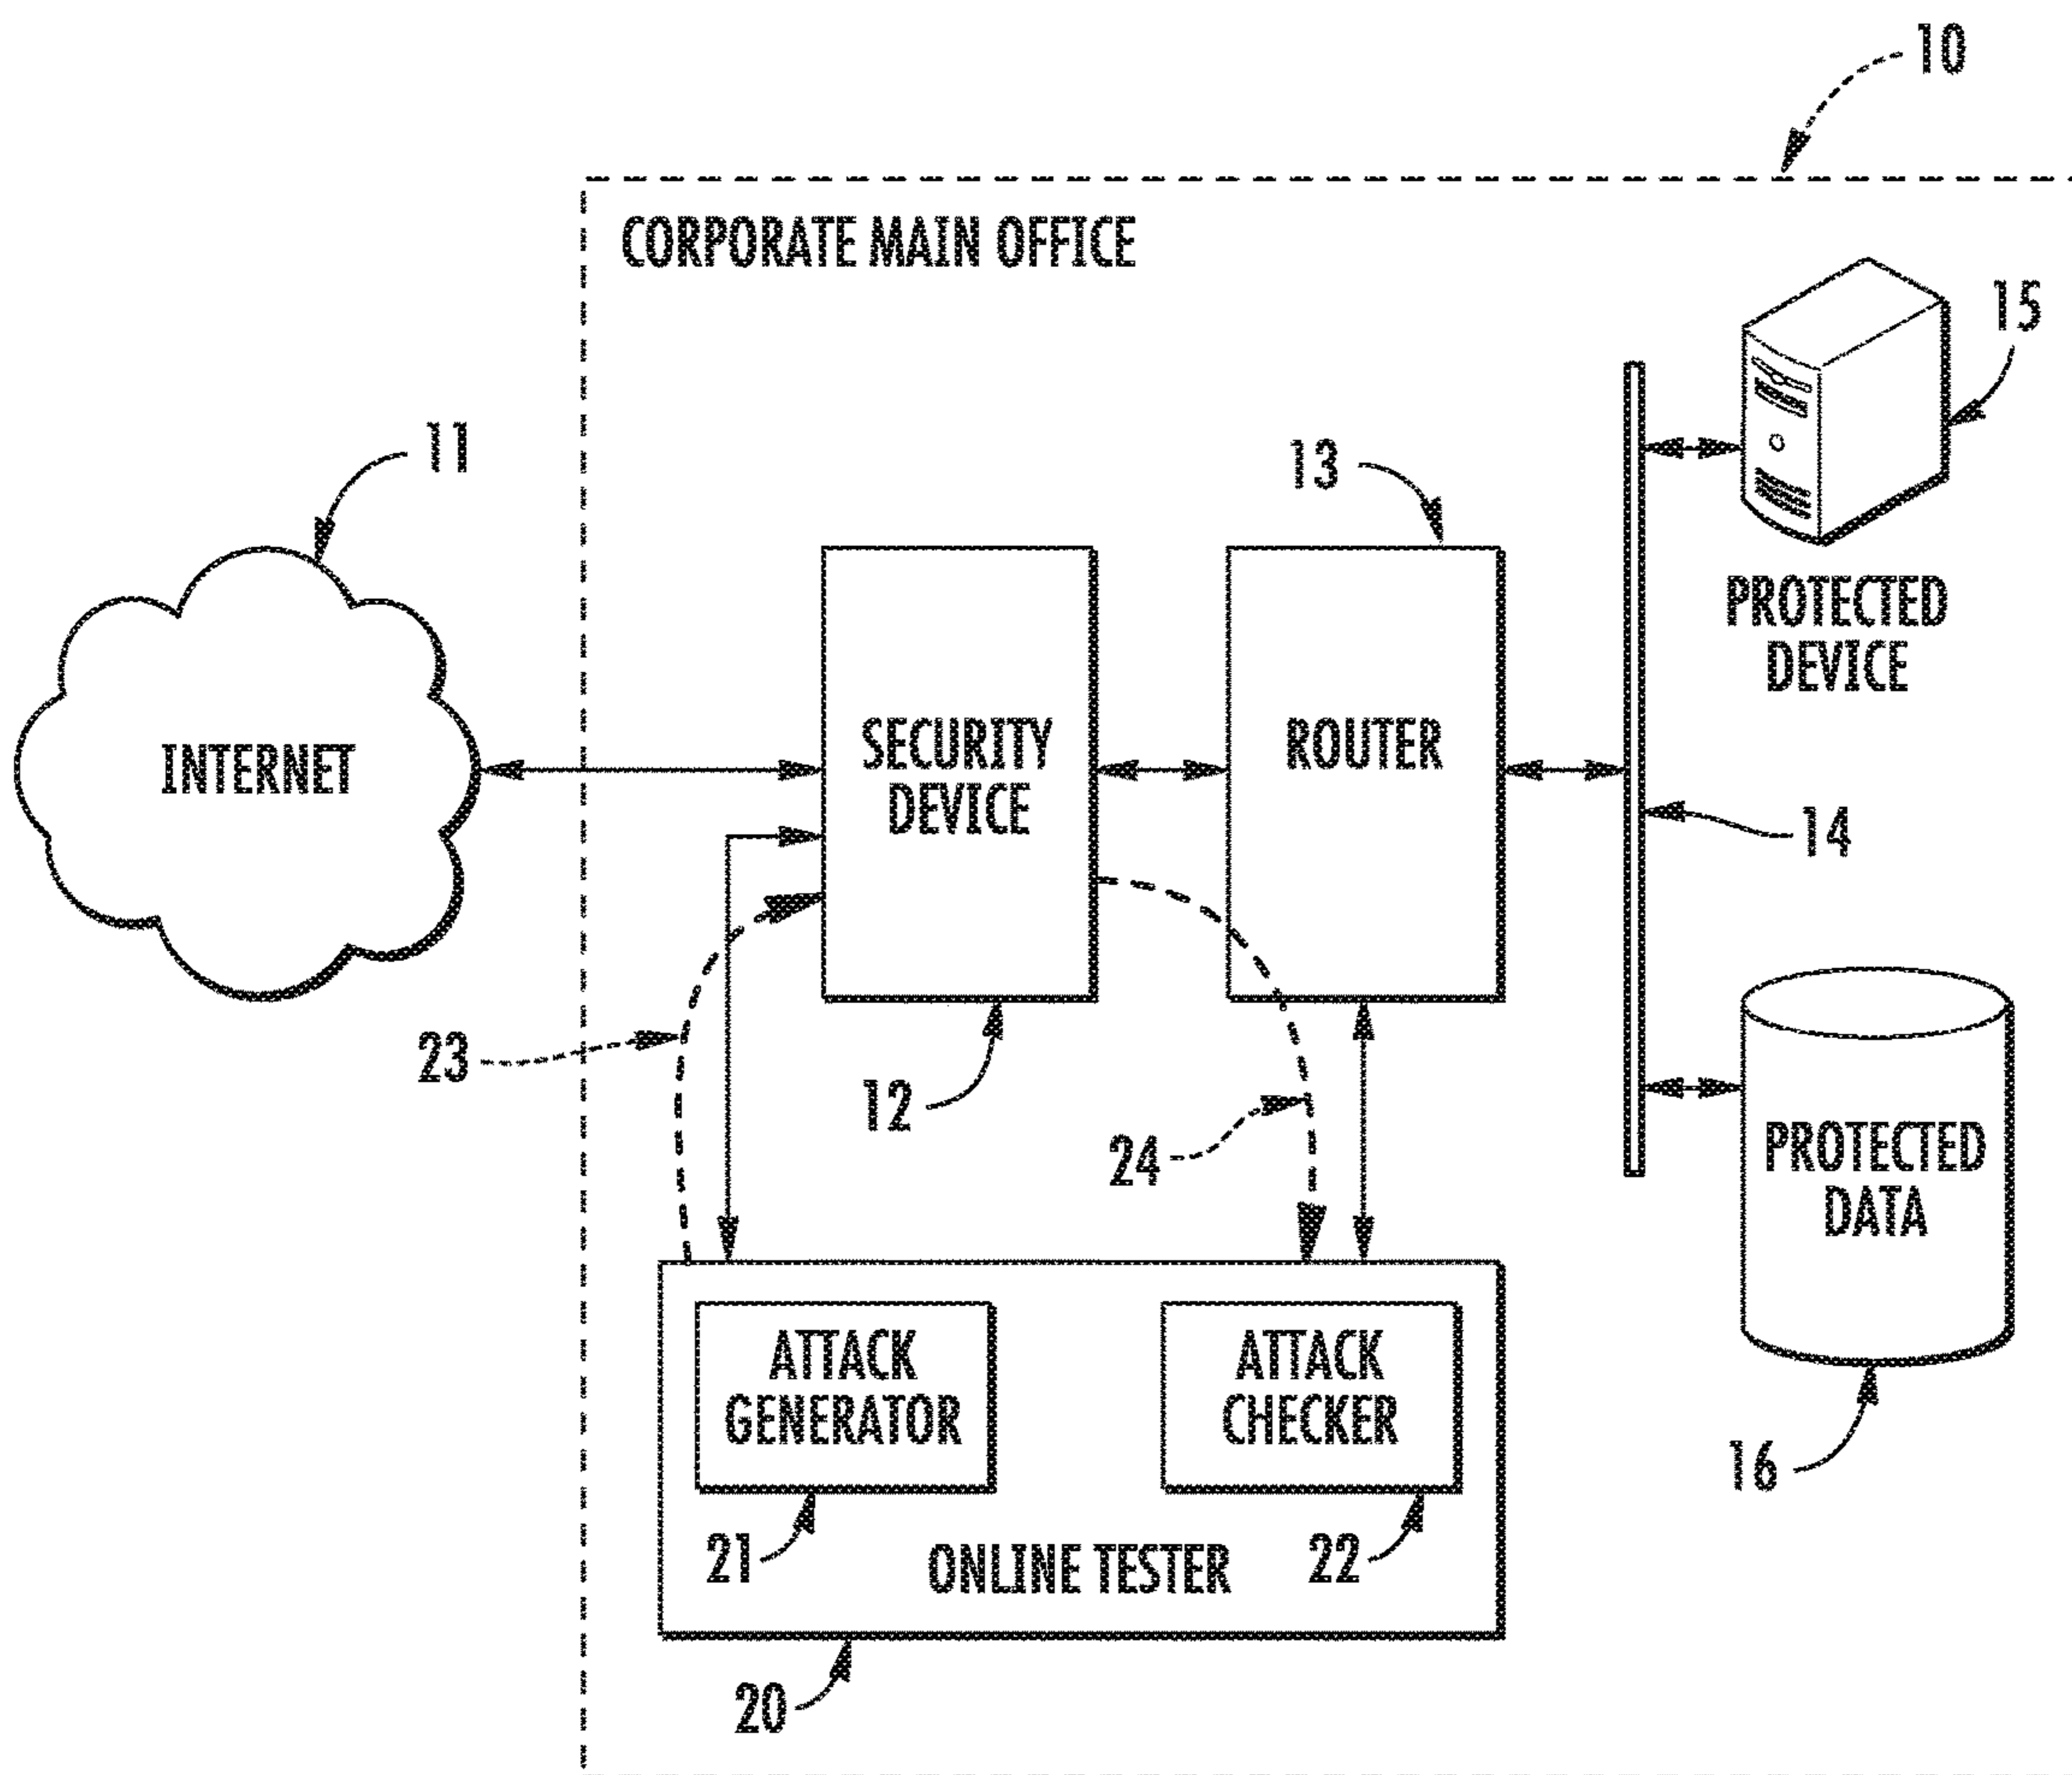 10
CORPORATE MAIN OFFICE
15
11
13
PROTECTED
DEVICE
INTERNET
SECURITY
DEVICE
ROUTER
14
23
12
24
PROTECTED
DATA
ATTACK
GENERATOR
ATTACK
CHECKER
16
21
ONLINE TESTER
22
20